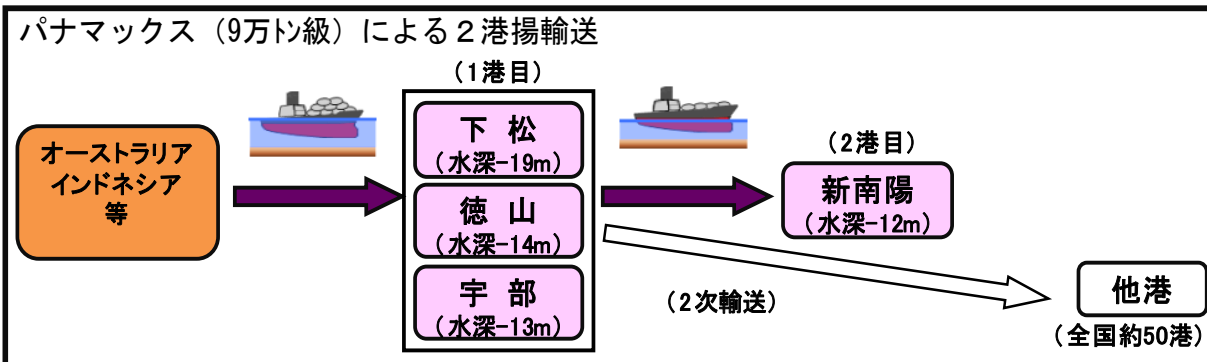 パナマックス（9万㌧級）による２港揚輸送
（1港目）
オーストラリア
インドネシア
等
下 松
（水深-19m）
徳 山
（水深-14m）
宇 部
（水深-13m）
（2港目）
新南陽
（水深-12m）
（2次輸送）
他港
（全国約50港）